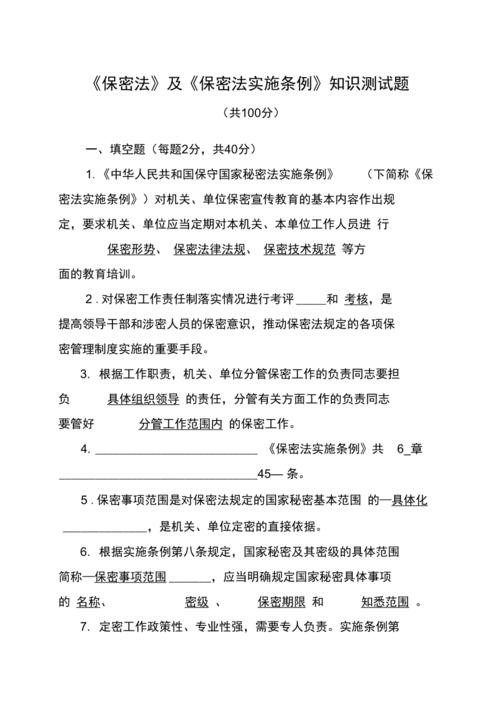 《保密法》及《保密法实施条例》知识测试题
（共100分）
一、填空题（每题2分，共40分）
1.《中华人民共和国保守国家秘密法实施条例》 （下简称《保
密法实施条例》）对机关、单位保密宣传教育的基本内容作出规
定，要求机关、单位应当定期对本机关、本单位工作人员进 行
保密形势、 保密法律法规、 保密技术规范 等方
面的教育培训。
2 .对保密工作责任制落实情况进行考评 _____和 考核，是
提高领导干部和涉密人员的保密意识，推动保密法规定的各项保
密管理制度实施的重要手段。
3. 根据工作职责，机关、单位分管保密工作的负责同志要担
负 具体组织领导 的责任，分管有关方面工作的负责同志
要管好 分管工作范围内 的保密工作。
4. ___________________________ 《保密法实施条例》共 6_章
_________________________________45— 条。
5 .保密事项范围是对保密法规定的国家秘密基本范围 的—具体化
______________，是机关、单位定密的直接依据。
6. 根据实施条例第八条规定，国家秘密及其密级的具体范围
简称—保密事项范围_______，应当明确规定国家秘密具体事项
的 名称、 密级 、 保密期限 和 知悉范围 。
7. 定密工作政策性、专业性强，需要专人负责。实施条例第